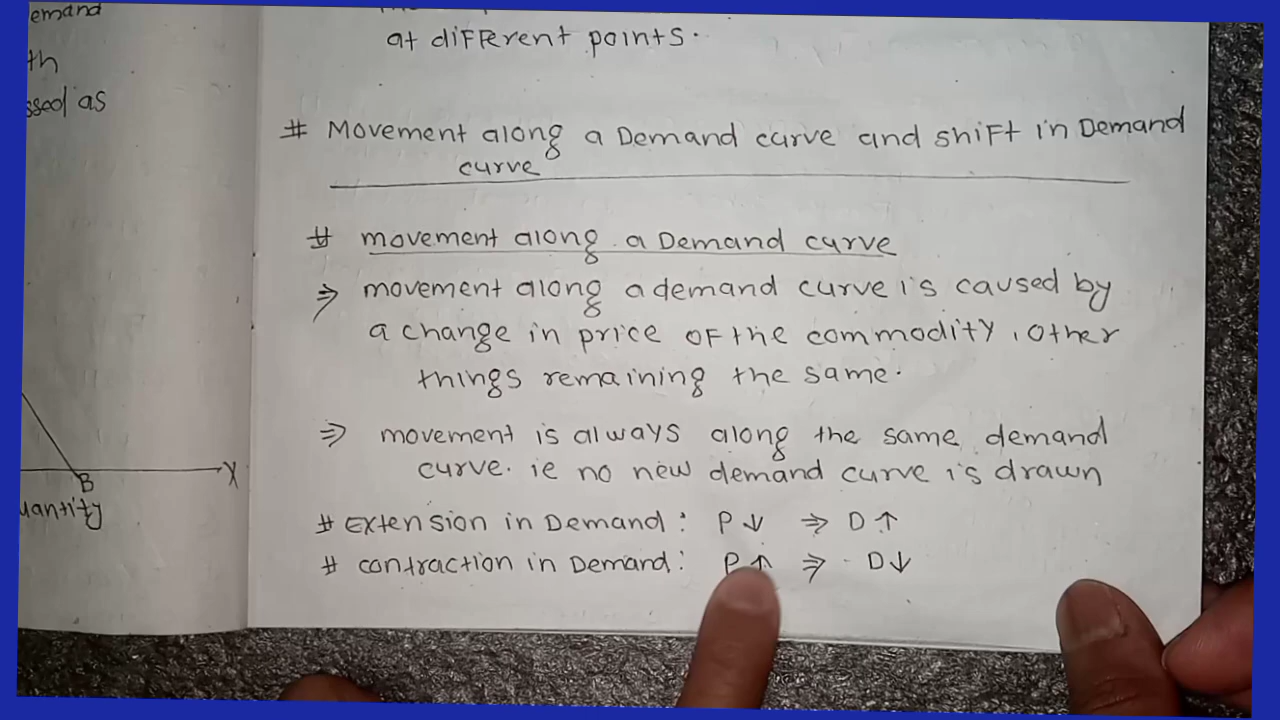 emand
th
ssed as
B
X
uantity
at different points.
# Movement along a Demand curve and shift in Demand
curve
# movement along a Demand curve
⇒ movement along a demand curve is caused by
a change in price of the commodity, other
things remaining the same.
⇒ movement is always along the same demand
curve. ie no new demand curve is drawn
# Extension in Demand: P↓ ⇒ D↑
# contraction in Demand: P↑ ⇒ D↓